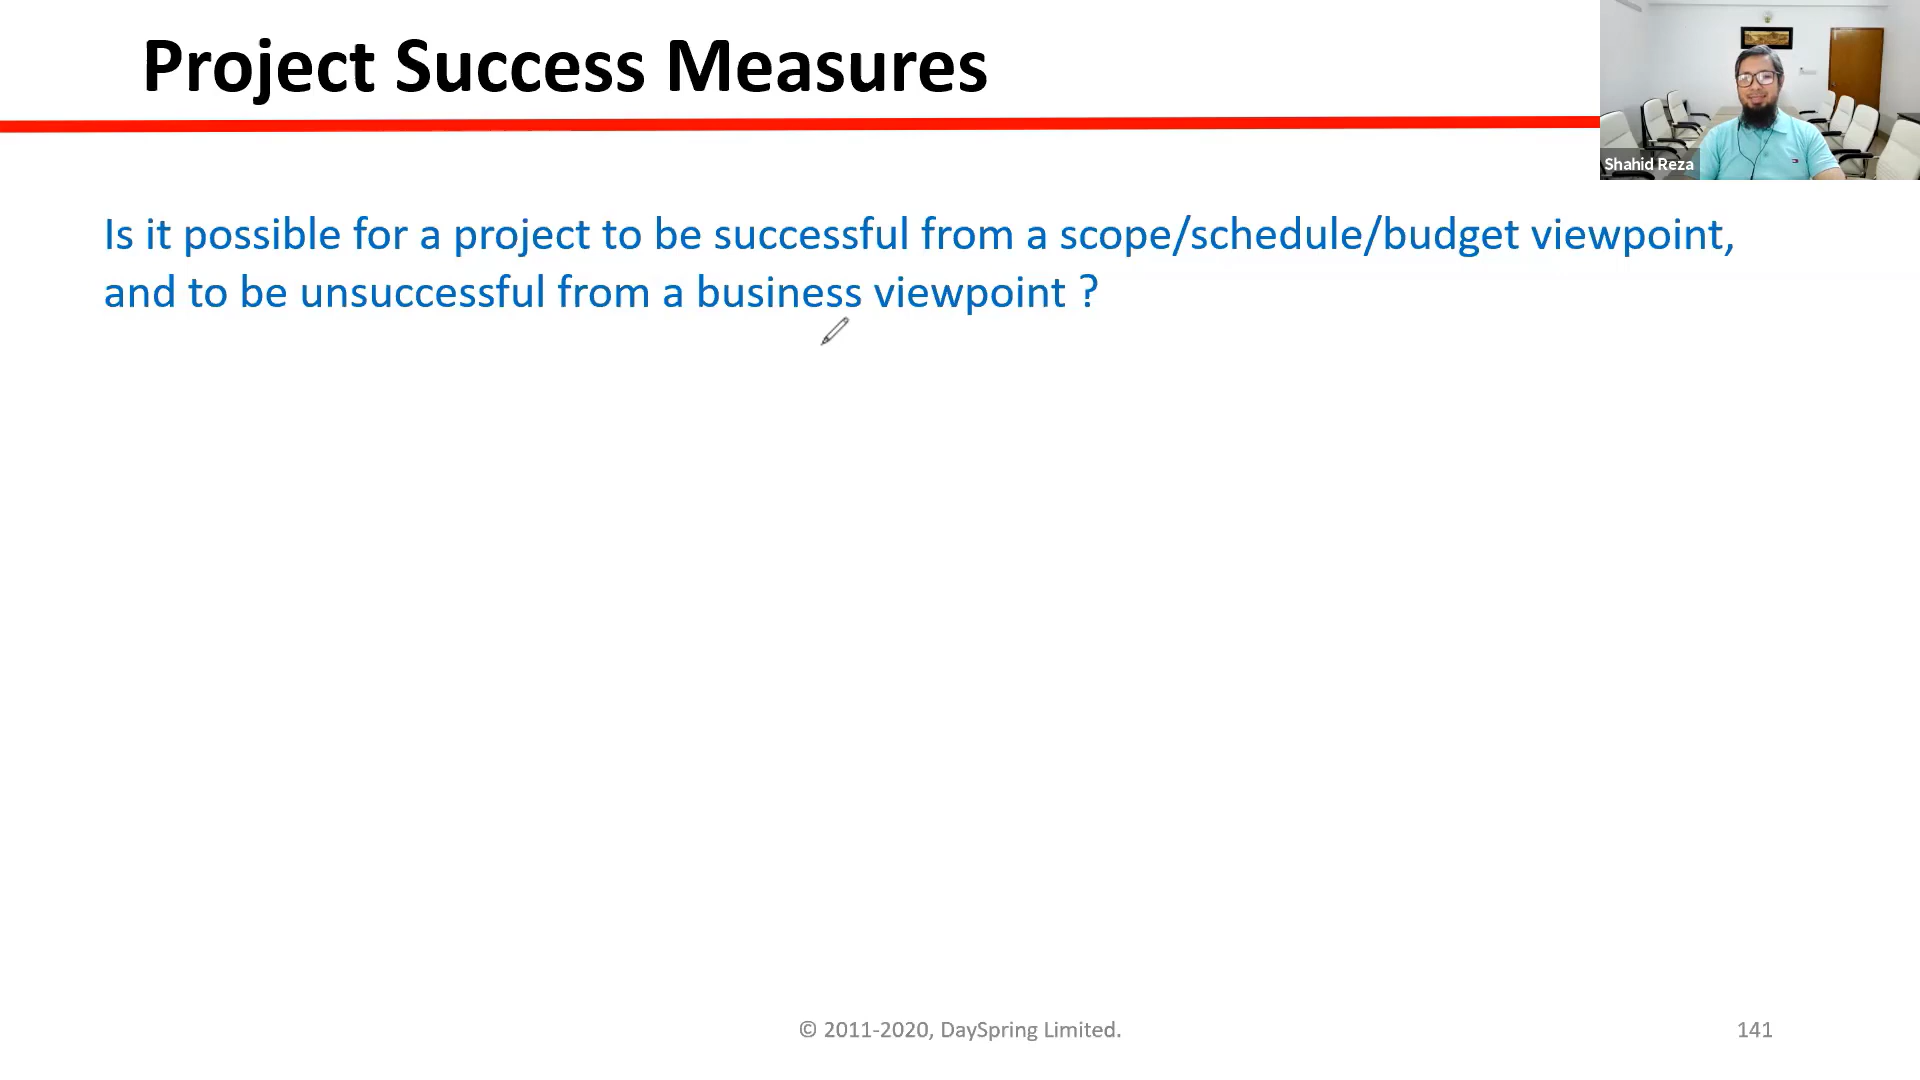 Project Success Measures
Shahid Reza
Is it possible for a project to be successful from a scope/schedule/budget viewpoint,
and to be unsuccessful from a business viewpoint ?
© 2011-2020, DaySpring Limited.
141